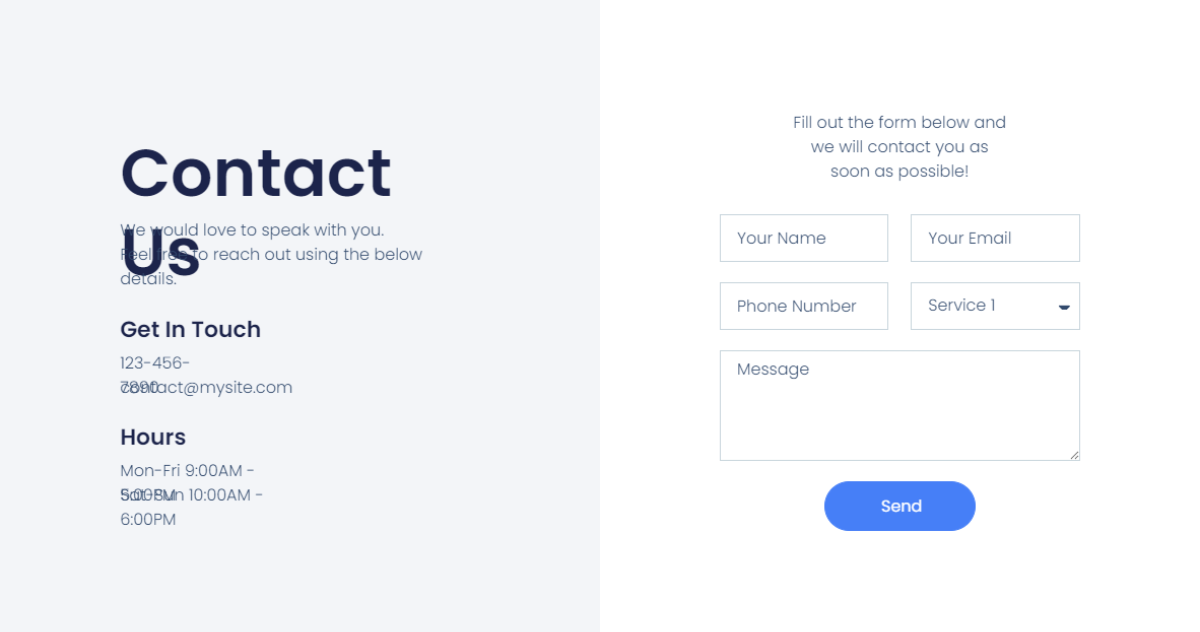 Contact
Us
We would love to speak with you.
Feel free to reach out using the below
details.
Get In Touch
123-456-
7890
contact@mysite.com
Hours
Mon-Fri 9:00AM -
5:00PM
Sat-Sun 10:00AM -
6:00PM
Fill out the form below and
we will contact you as
soon as possible!
Your Name
Your Email
Phone Number
Service 1
Message
Send